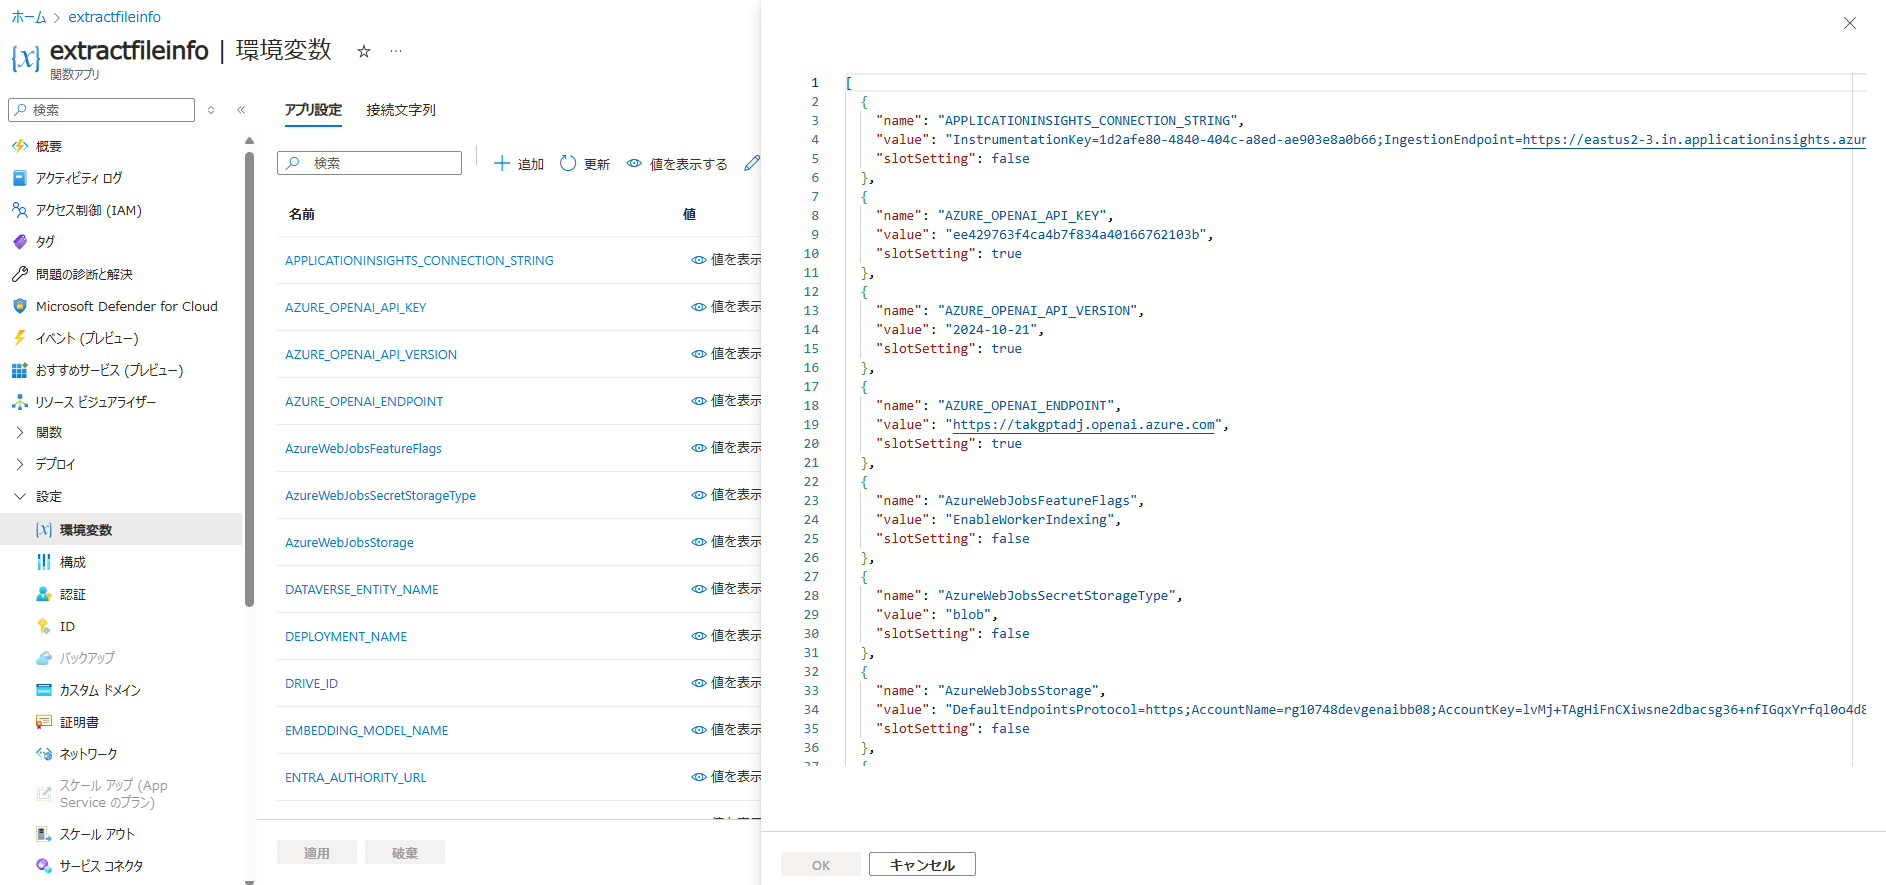 ホーム > extractfileinfo
extractfileinfo | 環境変数
関数アプリ
検索
概要
アクティビティ ログ
アクセス制御 (IAM)
タグ
問題の診断と解決
Microsoft Defender for Cloud
イベント (プレビュー)
おすすめサービス (プレビュー)
リソース ビジュアライザー
関数
デプロイ
設定
環境変数
構成
認証
ID
バックアップ
カスタム ドメイン
証明書
ネットワーク
スケール アップ (App
Service のプラン)
スケール アウト
サービス コネクタ
アプリ設定 接続文字列
検索 追加 更新 値を表示する
名前 値
APPLICATIONINSIGHTS_CONNECTION_STRING 値を表示
AZURE_OPENAI_API_KEY 値を表示
AZURE_OPENAI_API_VERSION 値を表示
AZURE_OPENAI_ENDPOINT 値を表示
AzureWebJobsFeatureFlags 値を表示
AzureWebJobsSecretStorageType 値を表示
AzureWebJobsStorage 値を表示
DATAVERSE_ENTITY_NAME 値を表示
DEPLOYMENT_NAME 値を表示
DRIVE_ID 値を表示
EMBEDDING_MODEL_NAME 値を表示
ENTRA_AUTHORITY_URL 値を表示
適用 破棄
1 [
2 {
3 "name": "APPLICATIONINSIGHTS_CONNECTION_STRING",
4 "value": "InstrumentationKey=1d2afe80-4840-404c-a8ed-ae903e8a0b66;IngestionEndpoint=https://eastus2-3.in.applicationinsights.azur
5 "slotSetting": false
6 },
7 {
8 "name": "AZURE_OPENAI_API_KEY",
9 "value": "ee429763f4ca4b7f834a40166762103b",
10 "slotSetting": true
11 },
12 {
13 "name": "AZURE_OPENAI_API_VERSION",
14 "value": "2024-10-21",
15 "slotSetting": true
16 },
17 {
18 "name": "AZURE_OPENAI_ENDPOINT",
19 "value": "https://takgptadj.openai.azure.com",
20 "slotSetting": true
21 },
22 {
23 "name": "AzureWebJobsFeatureFlags",
24 "value": "EnableWorkerIndexing",
25 "slotSetting": false
26 },
27 {
28 "name": "AzureWebJobsSecretStorageType",
29 "value": "blob",
30 "slotSetting": false
31 },
32 {
33 "name": "AzureWebJobsStorage",
34 "value": "DefaultEndpointsProtocol=https;AccountName=rg10748devgenaibb08;AccountKey=lvMj+TAgHiFnCXiwsne2dbacsg36+nfIGqxYrfql0o4d8
35 "slotSetting": false
36 },
37 {
OK キャンセル